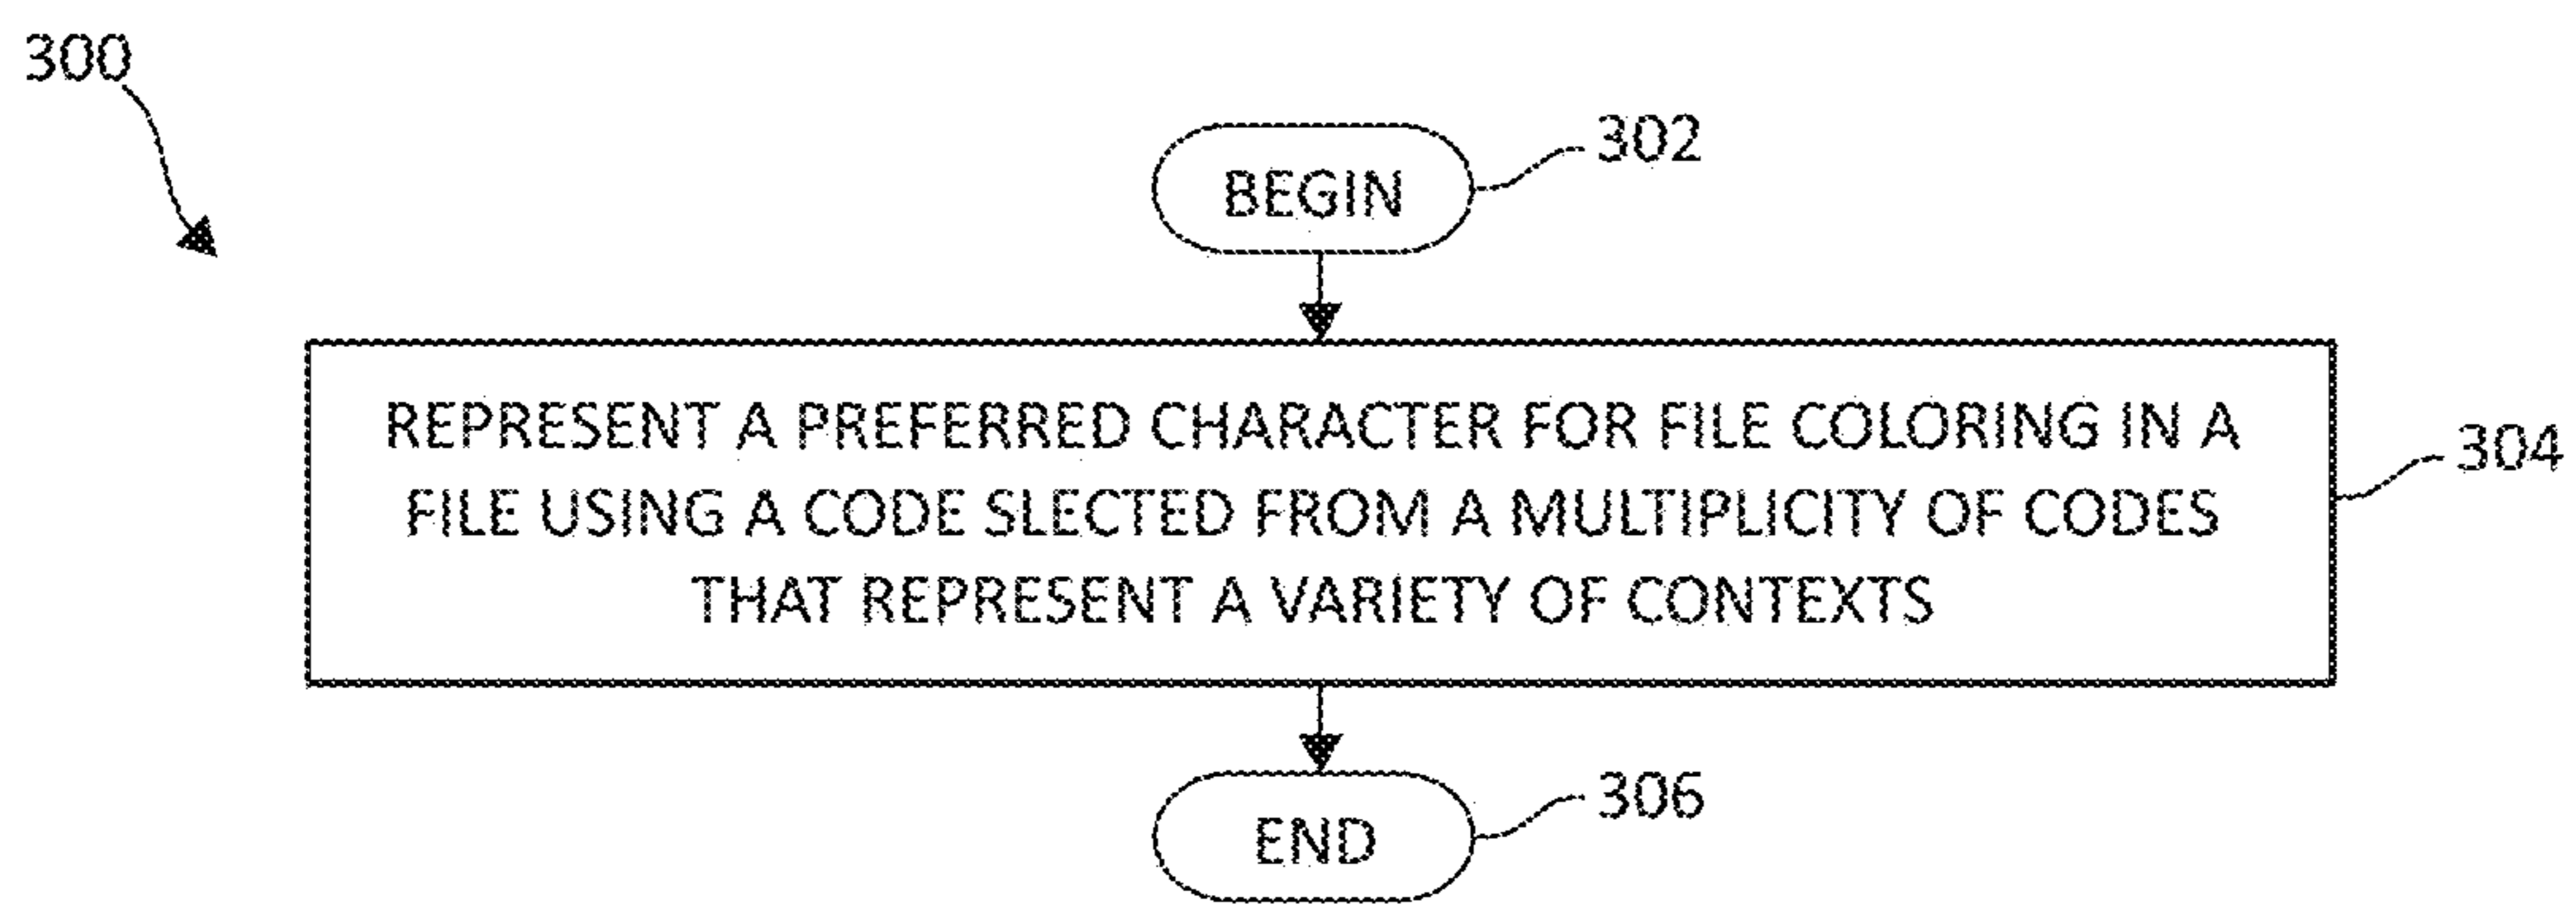 300
302
BEGIN
REPRESENT A PREFERRED CHARACTER FOR FILE COLORING IN A
FILE USING A CODE SLECTED FROM A MULTIPLICITY OF CODES
THAT REPRESENT A VARIETY OF CONTEXTS
304
306
END